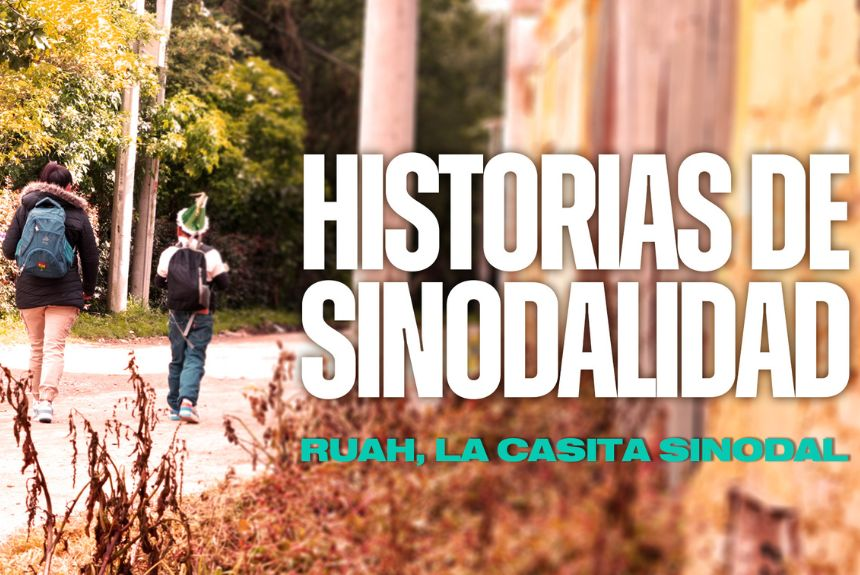 HISTORIAS DE
SINODALIDAD
RUAH, LA CASITA SINODAL